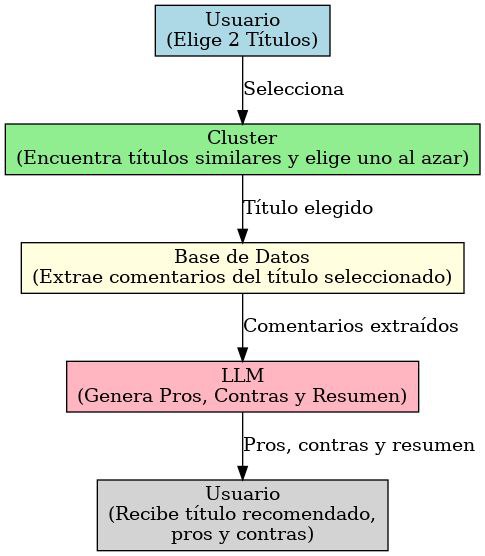 Usuario
(Elige 2 Títulos)
Selecciona
Cluster
(Encuentra títulos similares y elige uno al azar)
Título elegido
Base de Datos
(Extrae comentarios del título seleccionado)
Comentarios extraídos
LLM
(Genera Pros, Contras y Resumen)
Pros, contras y resumen
Usuario
(Recibe título recomendado,
pros y contras)